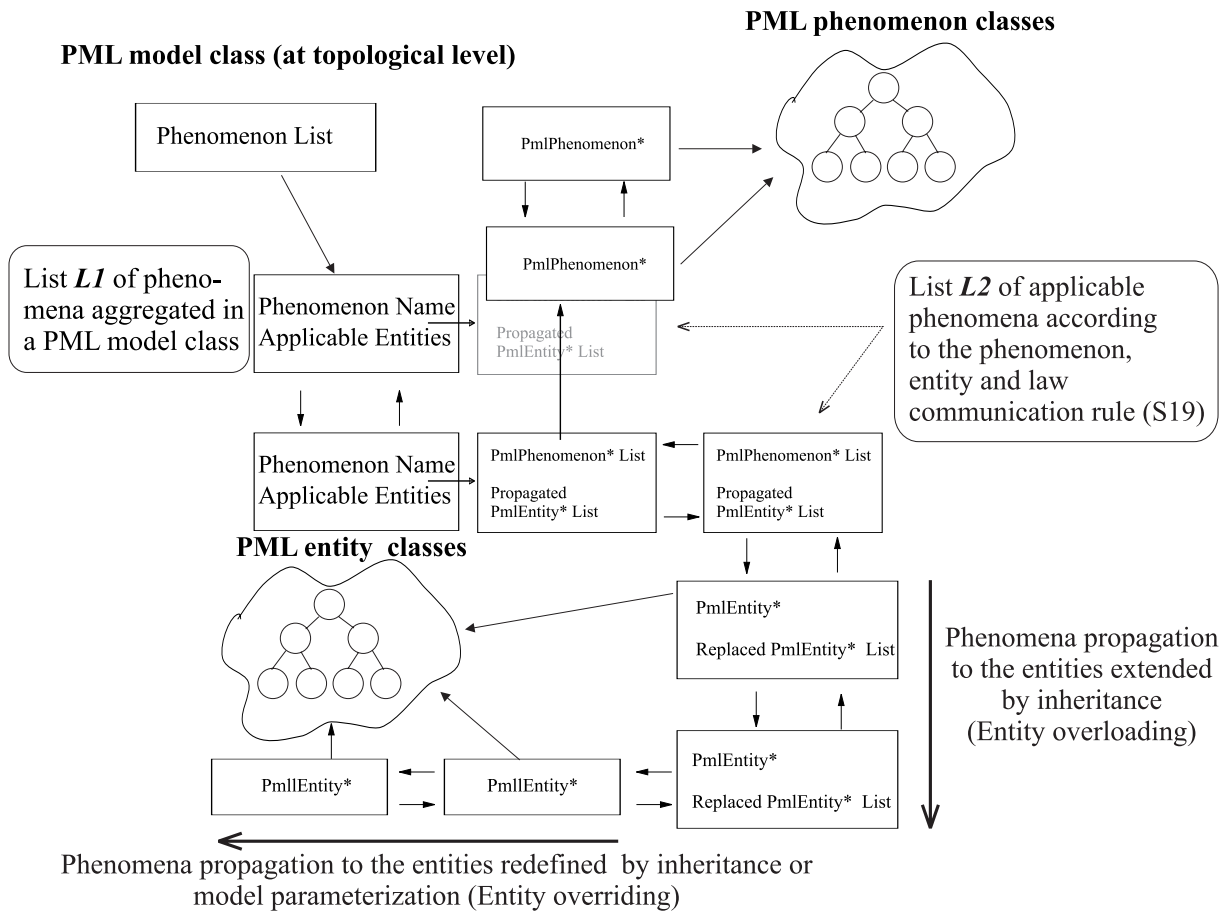 PML phenomenon classes
PML model class (at topological level)
Phenomenon List
PmlPhenomenon*
PmlPhenomenon*
List L1 of pheno-
mena aggregated in
a PML model class
Phenomenon Name
Applicable Entities
Propagated
PmlEntity* List
List L2 of applicable
phenomena according
to the phenomenon,
entity and law
communication rule (S19)
Phenomenon Name
Applicable Entities
PmlPhenomenon* List
Propagated
PmlEntity* List
PmlPhenomenon* List
Propagated
PmlEntity* List
PML entity classes
PmlEntity*
Replaced PmlEntity* List
Phenomena propagation
to the entities extended
by inheritance
(Entity overloading)
PmlEntity*
Replaced PmlEntity* List
PmllEntity*
PmllEntity*
Phenomena propagation to the entities redefined by inheritance or
model parameterization (Entity overriding)